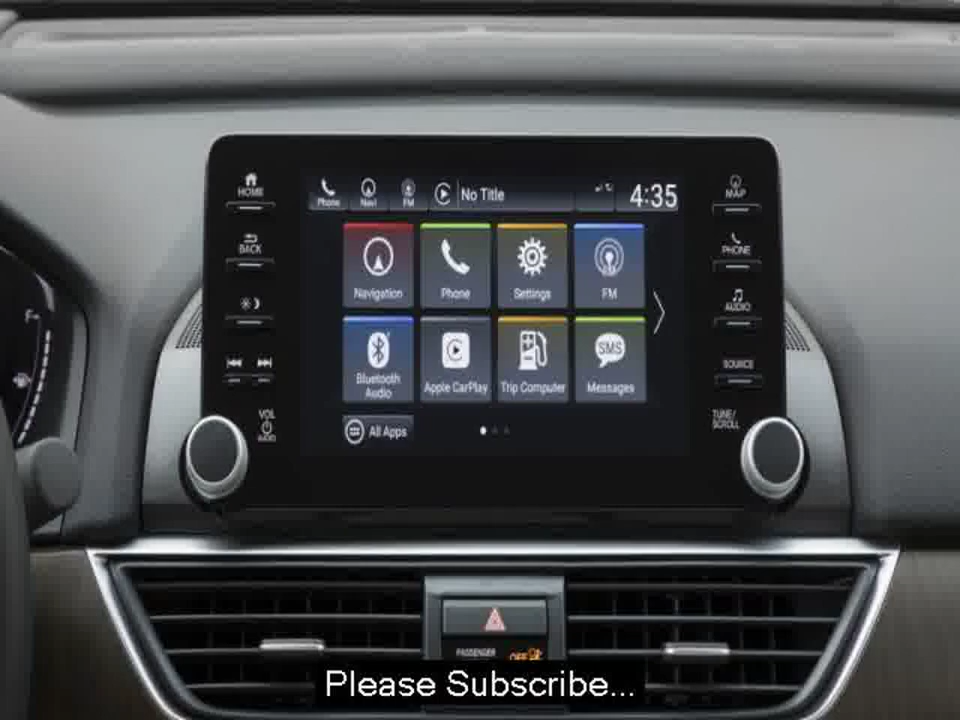 HOME
BACK
VOL
AUDIO
Phone
Navi
FM
No Title
4:35
Navigation
Phone
Settings
FM
Bluetooth
Audio
Apple CarPlay
Trip Computer
SMS
Messages
All Apps
MAP
PHONE
AUDIO
SOURCE
TUNE/
SCROLL
PASSENGER
OFF
Please Subscribe...